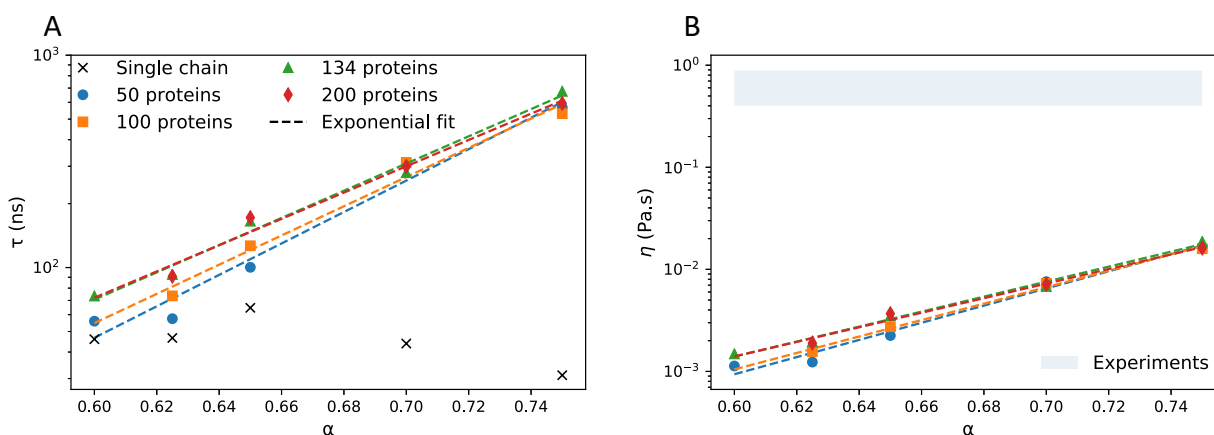 A
10³
× Single chain
50 proteins
100 proteins
134 proteins
200 proteins
Exponential fit
τ (ns)
10²
0.60 0.62 0.64 0.66 0.68 0.70 0.72 0.74
α
B
10⁰
10⁻¹
η (Pa.s)
10⁻²
10⁻³
Experiments
0.60 0.62 0.64 0.66 0.68 0.70 0.72 0.74
α